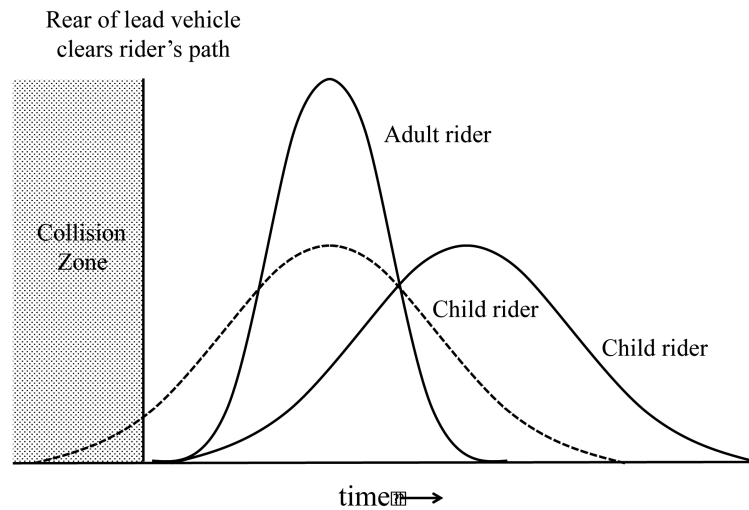 Rear of lead vehicle
clears rider’s path
Adult rider
Collision
Zone
Child rider
Child rider
time